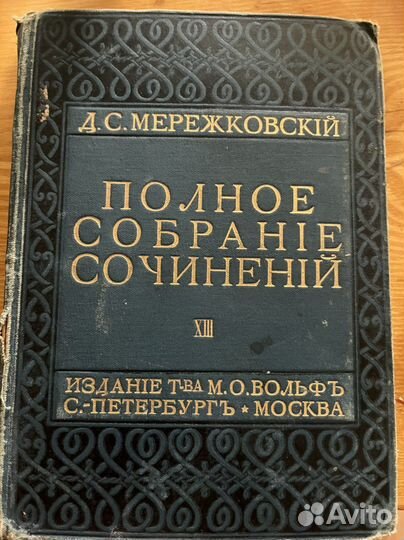 Д.С.МЕРЕЖКОВСКІЙ
ПОЛНОЕ
СОБРАНІЕ
СОЧИНЕНІЙ
XIII
ИЗДАНІЕ Т-ВА М.О.ВОЛЬФЪ
С.-ПЕТЕРБУРГЪ ★ МОСКВА
Avito